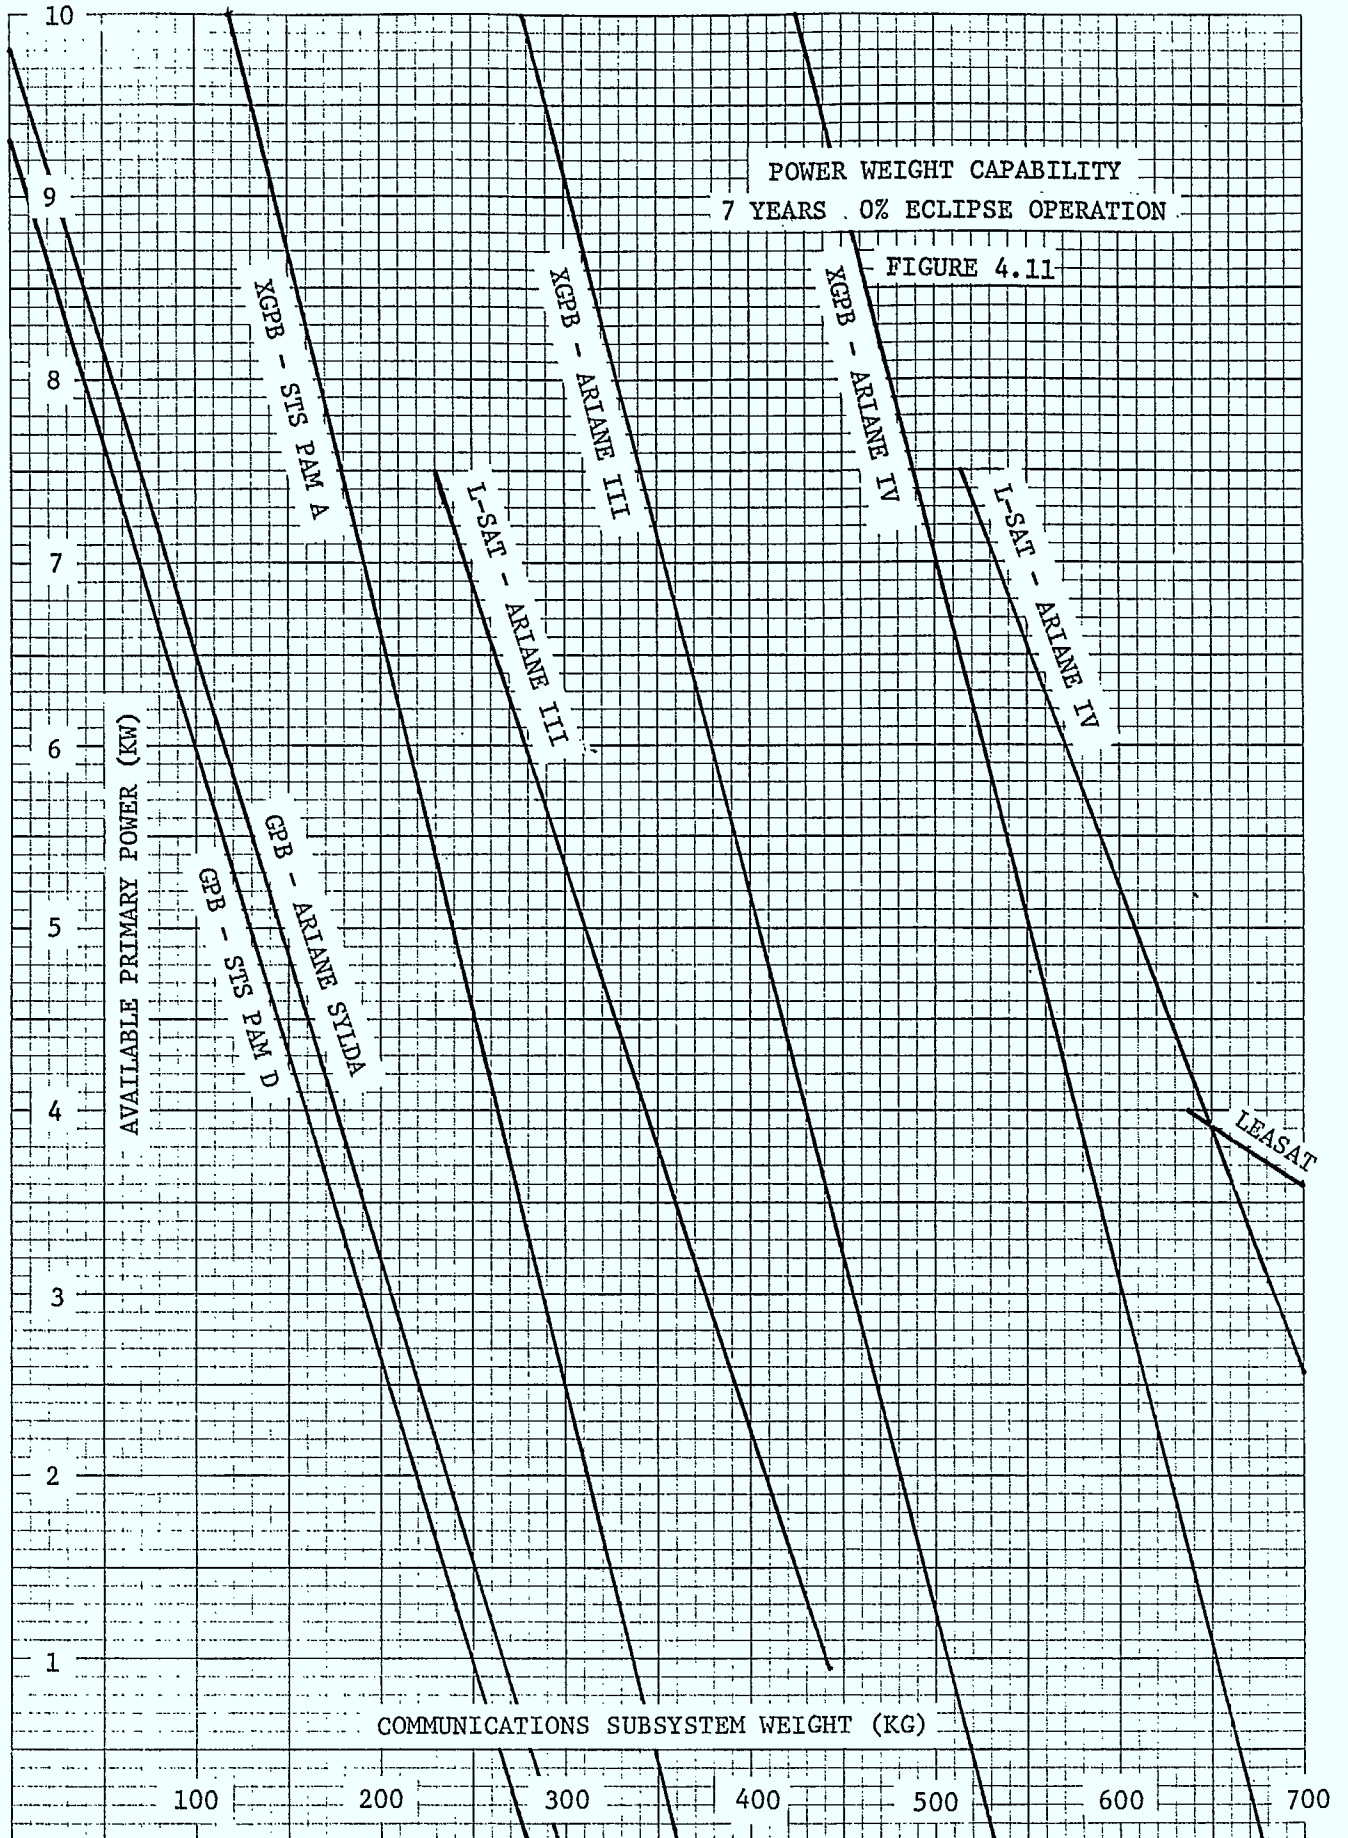 10
POWER WEIGHT CAPABILITY
7 YEARS 0% ECLIPSE OPERATION
FIGURE 4.11
9
8
7
6
5
4
3
2
1
AVAILABLE PRIMARY POWER (KW)
GPB - STS PAM D
GPB - ARIANE SYLDA
XGPB - STS PAM A
L-SAT - ARIANE III
XGPB - ARIANE III
XGPB - ARIANE IV
L-SAT - ARIANE IV
LEASAT
COMMUNICATIONS SUBSYSTEM WEIGHT (KG)
100 200 300 400 500 600 700